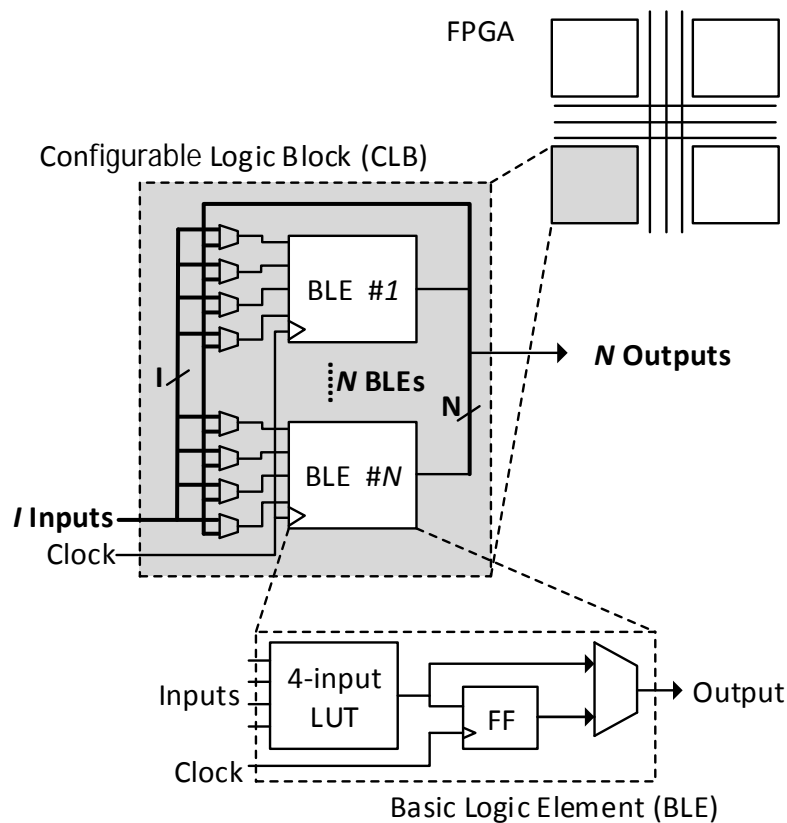 FPGA
Configurable Logic Block (CLB)
BLE #1
I
N BLEs
N Outputs
N
BLE #N
I Inputs
Clock
4-input
LUT
Inputs
FF
Output
Clock
Basic Logic Element (BLE)